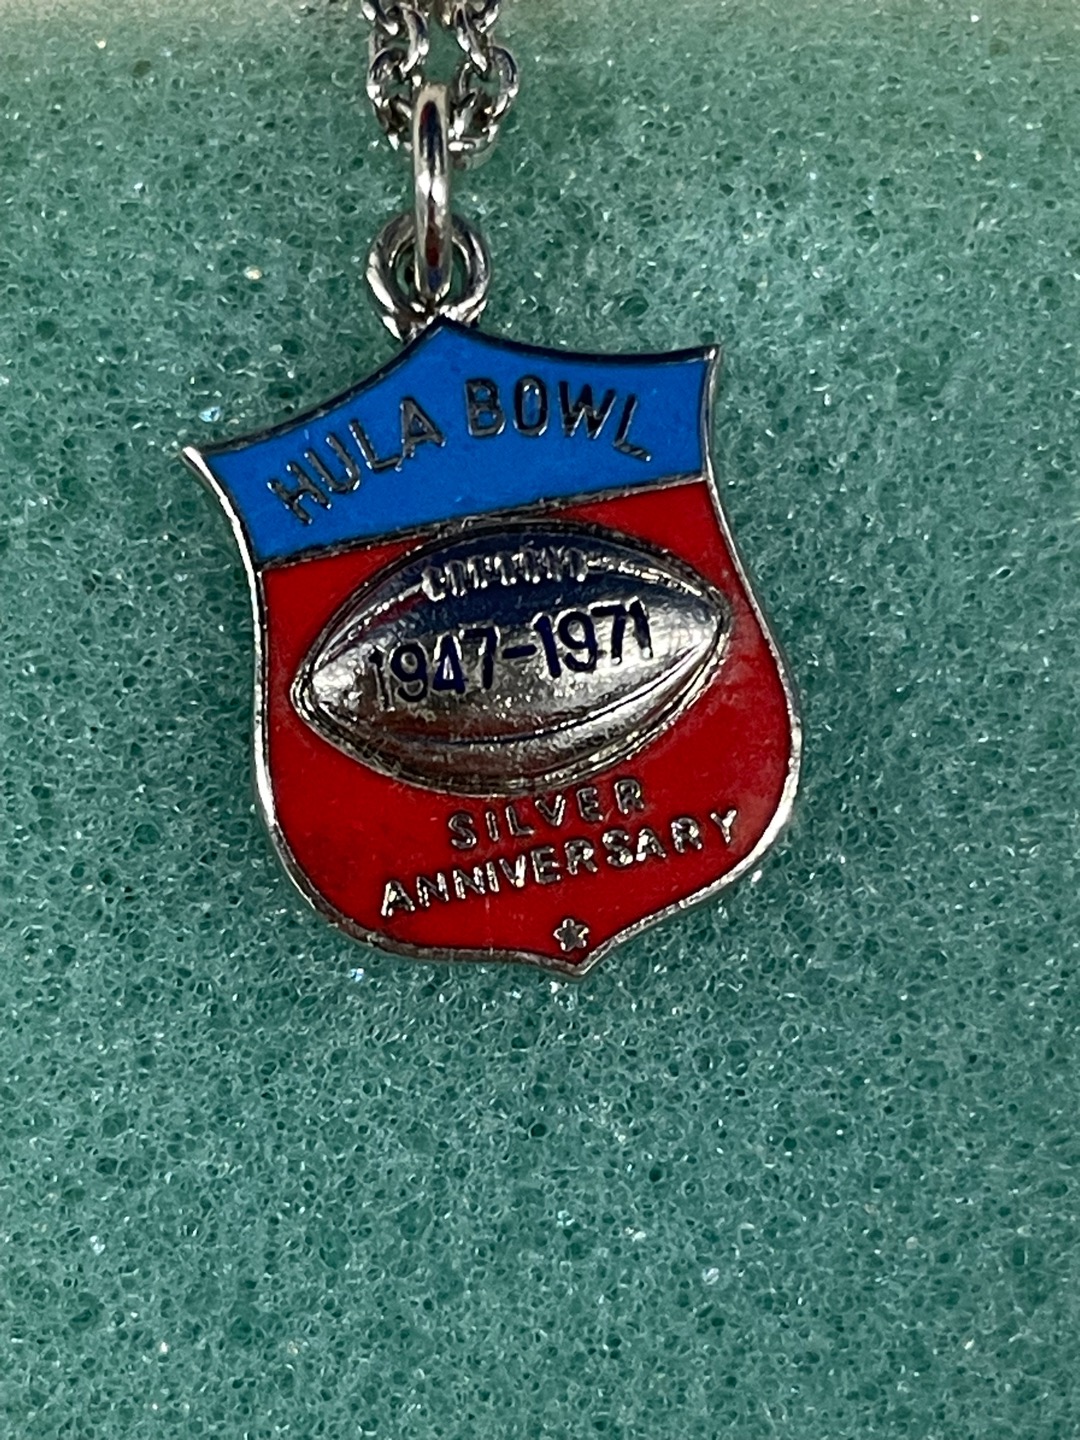 HULA BOWL
1947-1971
SILVER
ANNIVERSARY